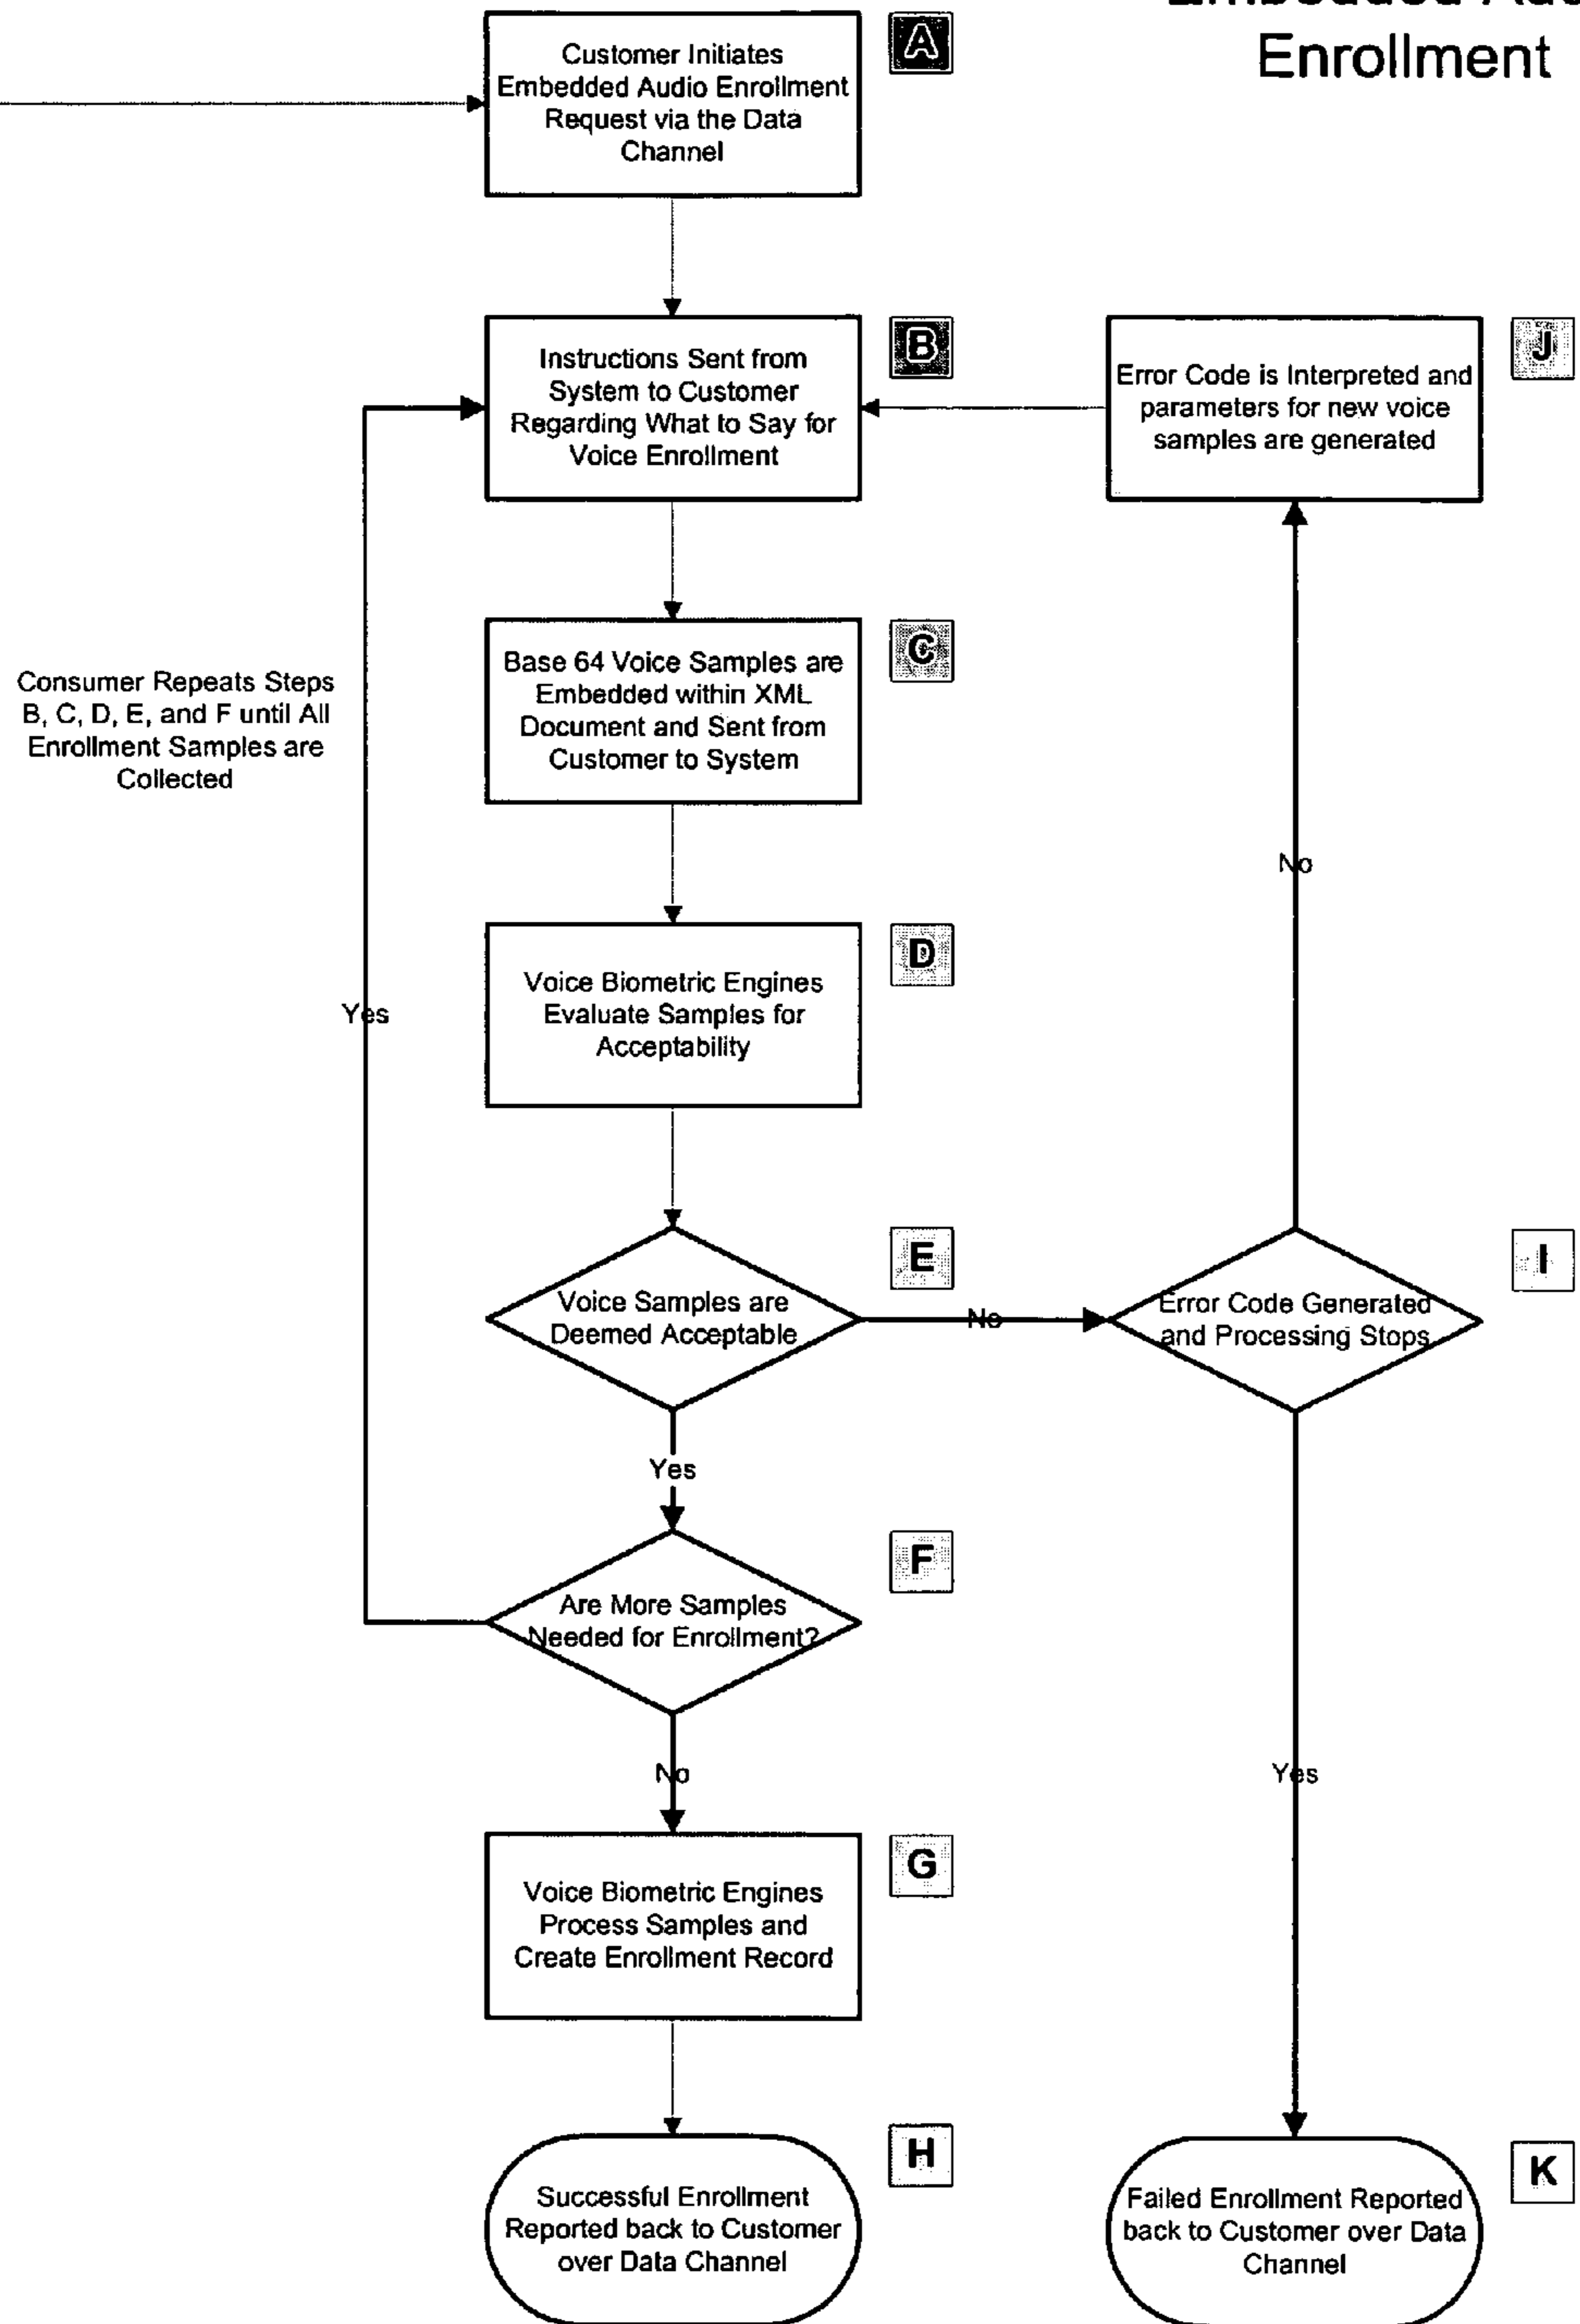 Enrollment
Customer Initiates
Embedded Audio Enrollment
Request via the Data
Channel
A
Instructions Sent from
System to Customer
Regarding What to Say for
Voice Enrollment
B
Error Code is Interpreted and
parameters for new voice
samples are generated
J
Base 64 Voice Samples are
Embedded within XML
Document and Sent from
Customer to System
C
Consumer Repeats Steps
B, C, D, E, and F until All
Enrollment Samples are
Collected
No
Voice Biometric Engines
Evaluate Samples for
Acceptability
D
Yes
Voice Samples are
Deemed Acceptable
E
No
Error Code Generated
and Processing Stops
I
Yes
Are More Samples
Needed for Enrollment?
F
No
Yes
Voice Biometric Engines
Process Samples and
Create Enrollment Record
G
Successful Enrollment
Reported back to Customer
over Data Channel
H
Failed Enrollment Reported
back to Customer over Data
Channel
K